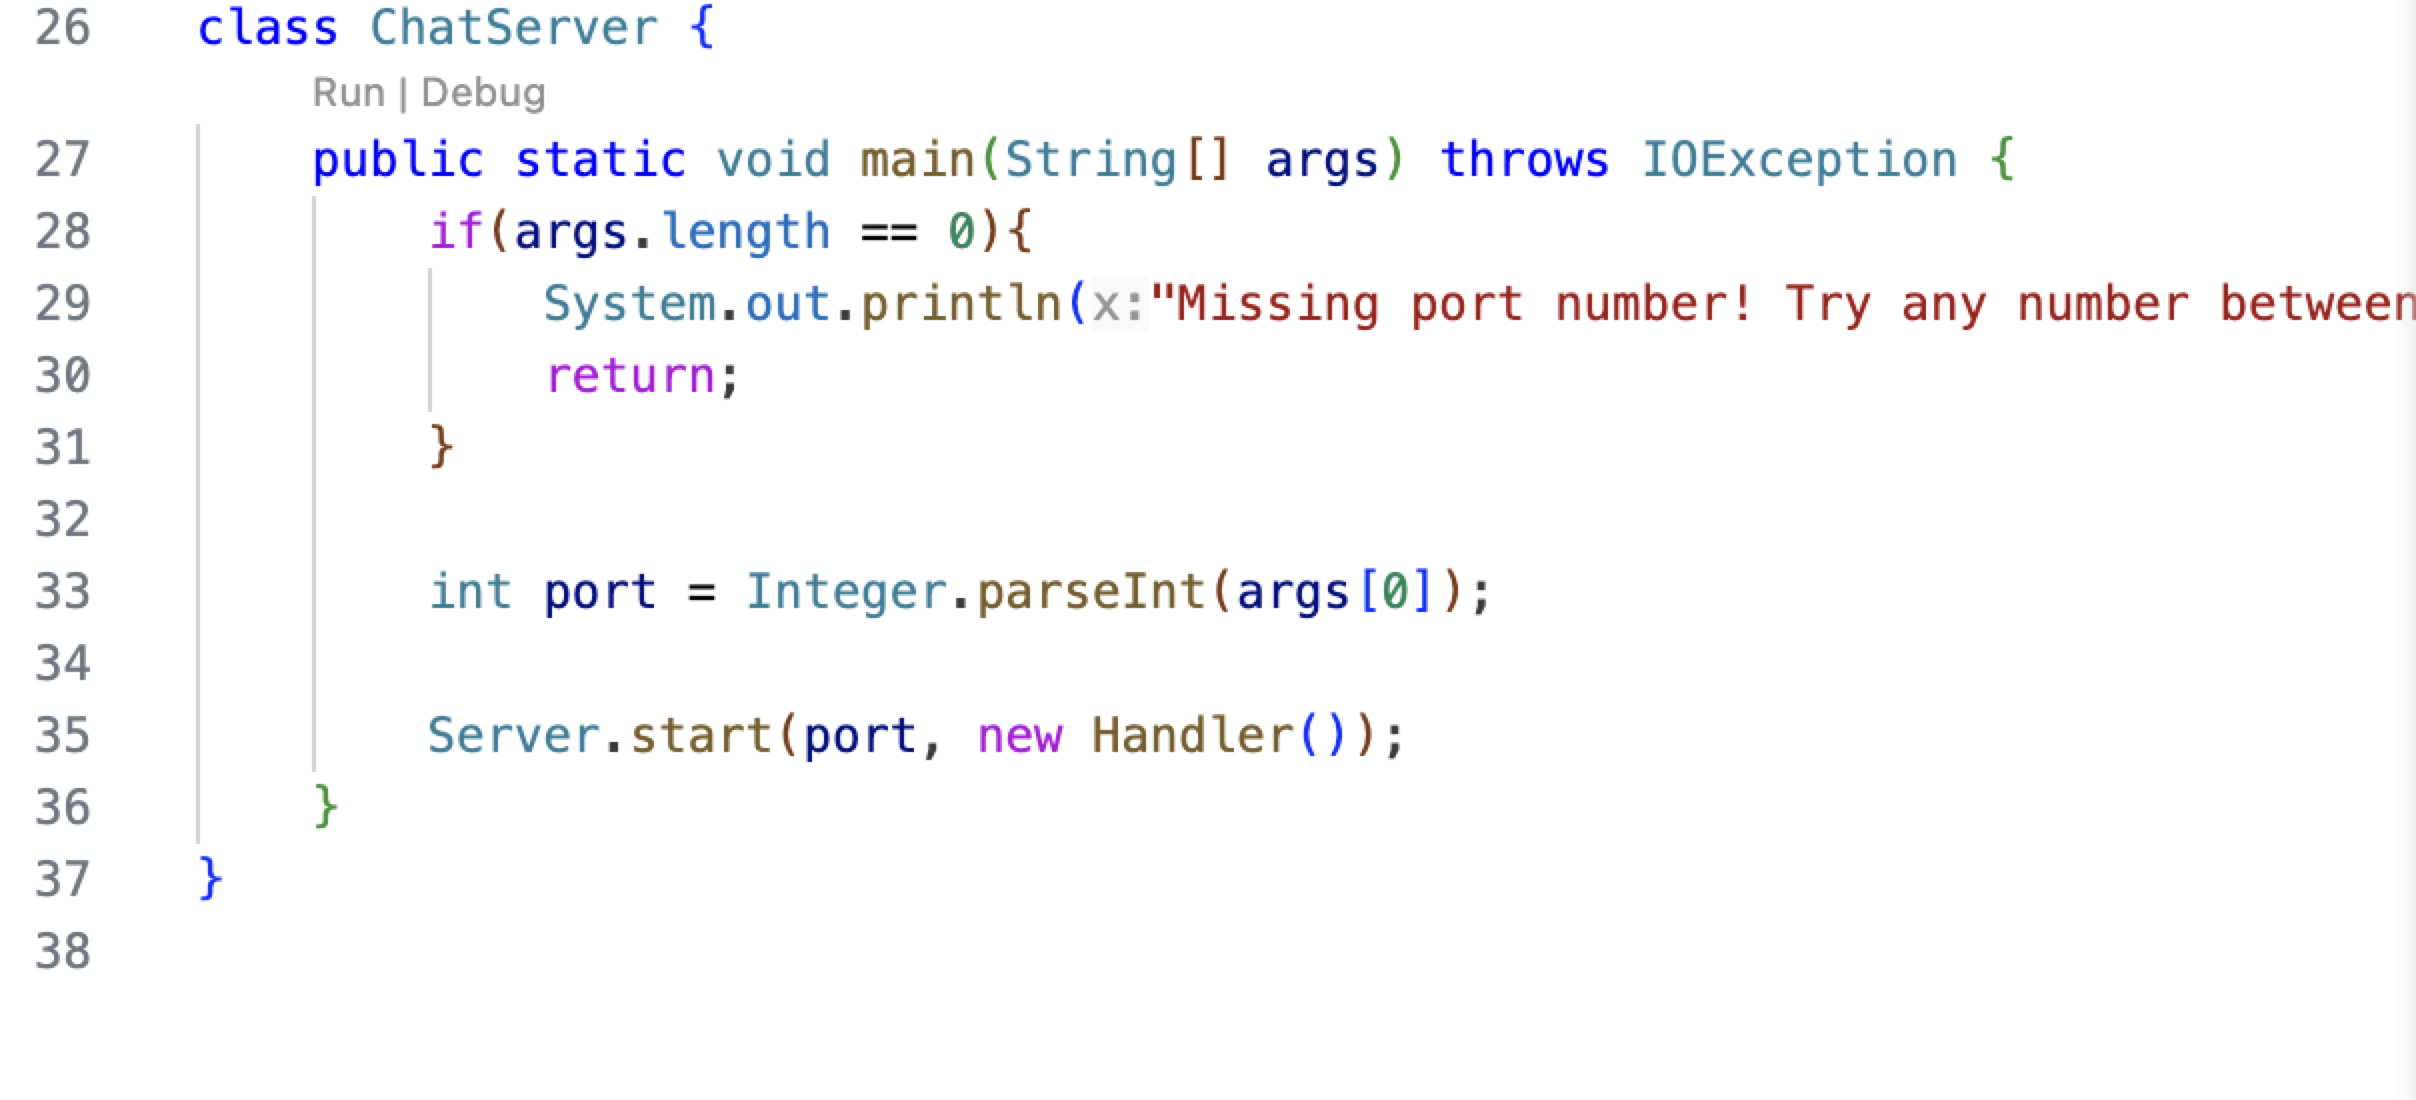 26 class ChatServer {
Run | Debug
27 public static void main(String[] args) throws IOException {
28 if(args.length == 0){
29 System.out.println(x:"Missing port number! Try any number between
30 return;
31 }
32
33 int port = Integer.parseInt(args[0]);
34
35 Server.start(port, new Handler());
36 }
37 }
38